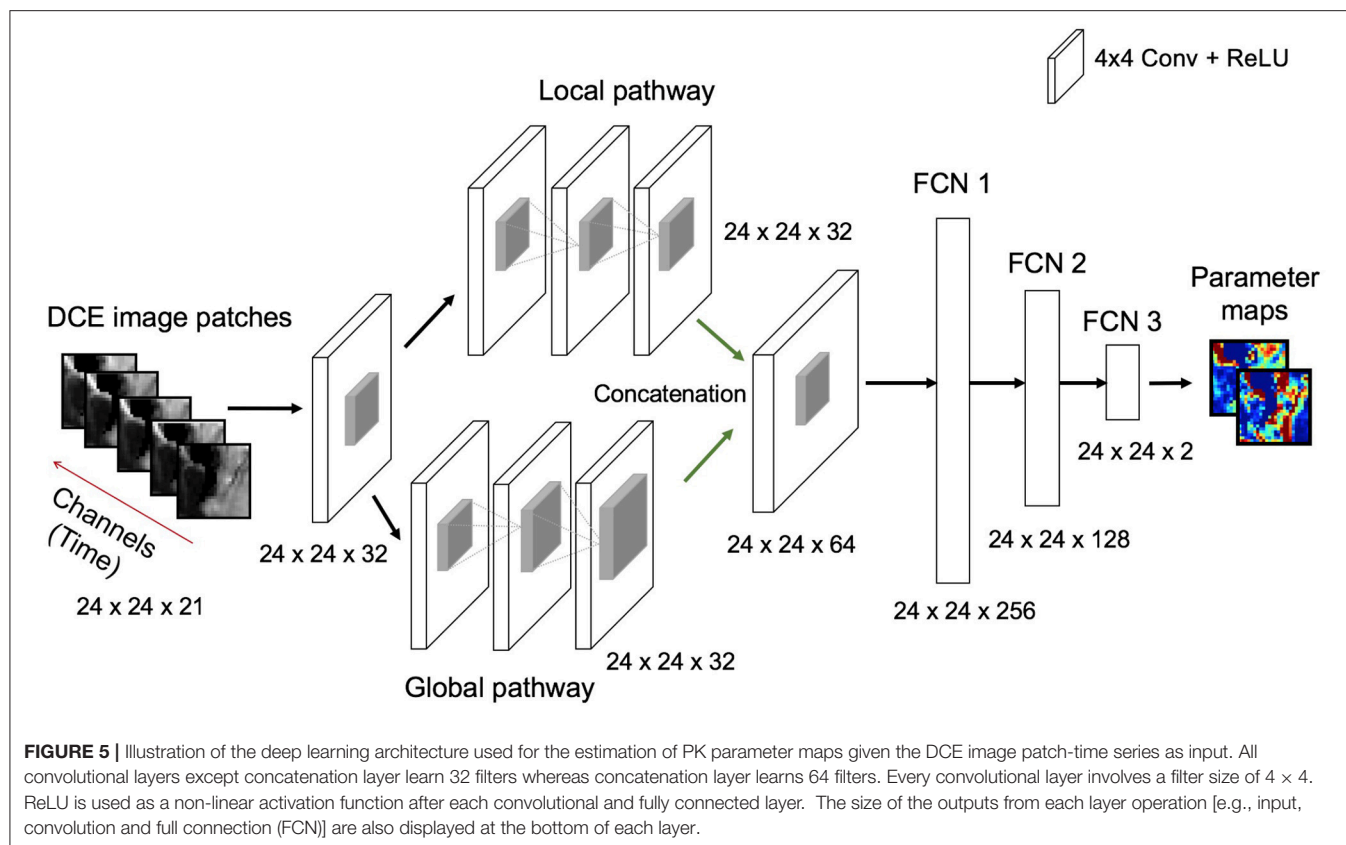 4x4 Conv + ReLU
Local pathway
24 x 24 x 32
FCN 1
FCN 2
FCN 3
Parameter
maps
DCE image patches
Concatenation
Channels
(Time)
24 x 24 x 21
24 x 24 x 32
24 x 24 x 32
Global pathway
24 x 24 x 64
24 x 24 x 256
24 x 24 x 128
24 x 24 x 2
FIGURE 5 | Illustration of the deep learning architecture used for the estimation of PK parameter maps given the DCE image patch-time series as input. All
convolutional layers except concatenation layer learn 32 filters whereas concatenation layer learns 64 filters. Every convolutional layer involves a filter size of 4 × 4.
ReLU is used as a non-linear activation function after each convolutional and fully connected layer. The size of the outputs from each layer operation [e.g., input,
convolution and full connection (FCN)] are also displayed at the bottom of each layer.